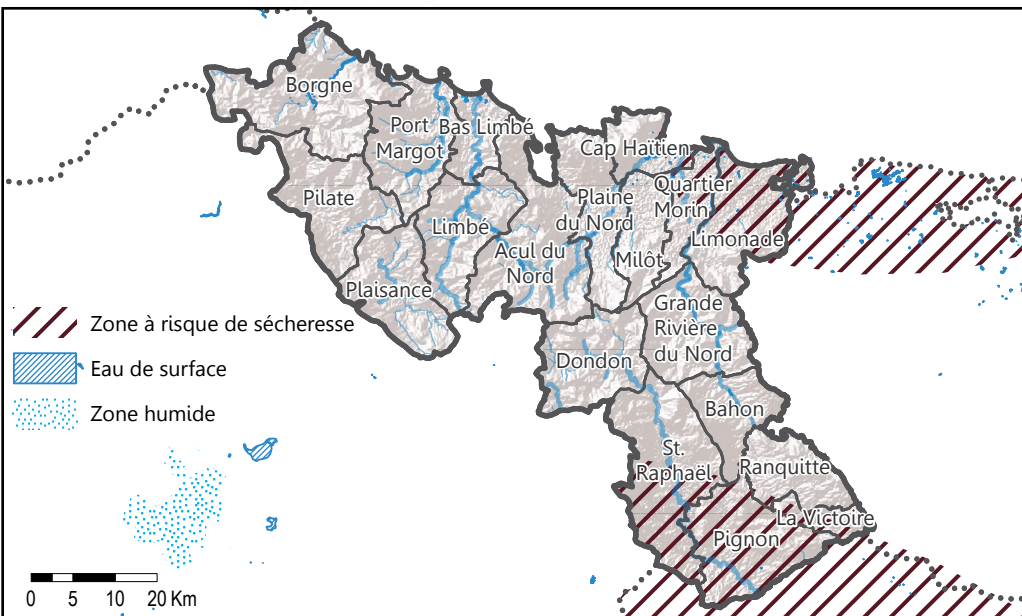 Borgne
Port
Margot
Bas Limbé
Cap Haïtien
Pilate
Plaine
du Nord
Quartier
Morin
Limbé
Acul du
Nord
Milôt
Limonade
Plaisance
Grande
Rivière
du Nord
Dondon
Bahon
St.
Raphaël
Ranquitte
La Victoire
Pignon
Zone à risque de sécheresse
Eau de surface
Zone humide
0 5 10 20 Km